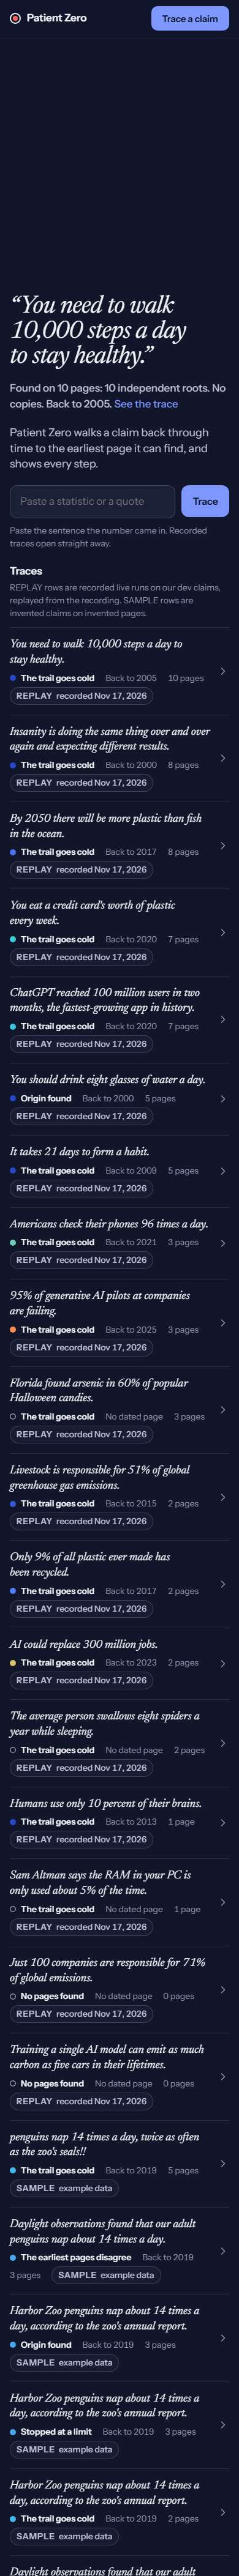 Patient Zero
Trace a claim
“You need to walk
10,000 steps a day
to stay healthy.”
Found on 10 pages: 10 independent roots. No
copies. Back to 2005. See the trace
Patient Zero walks a claim back through
time to the earliest page it can find, and
shows every step.
Paste a statistic or a quote
Trace
Paste the sentence the number came in. Recorded
traces open straight away.
Traces
REPLAY rows are recorded live runs on our dev claims,
replayed from the recording. SAMPLE rows are
invented claims on invented pages.
You need to walk 10,000 steps a day to
stay healthy.
The trail goes cold Back to 2005 10 pages
REPLAY recorded Nov 17, 2026
Insanity is doing the same thing over and over
again and expecting different results.
The trail goes cold Back to 2000 8 pages
REPLAY recorded Nov 17, 2026
By 2050 there will be more plastic than fish
in the ocean.
The trail goes cold Back to 2017 8 pages
REPLAY recorded Nov 17, 2026
You eat a credit card's worth of plastic
every week.
The trail goes cold Back to 2020 7 pages
REPLAY recorded Nov 17, 2026
ChatGPT reached 100 million users in two
months, the fastest-growing app in history.
The trail goes cold Back to 2020 7 pages
REPLAY recorded Nov 17, 2026
You should drink eight glasses of water a day.
Origin found Back to 2000 5 pages
REPLAY recorded Nov 17, 2026
It takes 21 days to form a habit.
The trail goes cold Back to 2009 5 pages
REPLAY recorded Nov 17, 2026
Americans check their phones 96 times a day.
The trail goes cold Back to 2021 3 pages
REPLAY recorded Nov 17, 2026
95% of generative AI pilots at companies
are failing.
The trail goes cold Back to 2025 3 pages
REPLAY recorded Nov 17, 2026
Florida found arsenic in 60% of popular
Halloween candies.
The trail goes cold No dated page 3 pages
REPLAY recorded Nov 17, 2026
Livestock is responsible for 51% of global
greenhouse gas emissions.
The trail goes cold Back to 2015 2 pages
REPLAY recorded Nov 17, 2026
Only 9% of all plastic ever made has
been recycled.
The trail goes cold Back to 2017 2 pages
REPLAY recorded Nov 17, 2026
AI could replace 300 million jobs.
The trail goes cold Back to 2023 2 pages
REPLAY recorded Nov 17, 2026
The average person swallows eight spiders a
year while sleeping.
The trail goes cold No dated page 2 pages
REPLAY recorded Nov 17, 2026
Humans use only 10 percent of their brains.
The trail goes cold Back to 2013 1 page
REPLAY recorded Nov 17, 2026
Sam Altman says the RAM in your PC is
only used about 5% of the time.
The trail goes cold No dated page 1 page
REPLAY recorded Nov 17, 2026
Just 100 companies are responsible for 71%
of global emissions.
No pages found No dated page 0 pages
REPLAY recorded Nov 17, 2026
Training a single AI model can emit as much
carbon as five cars in their lifetimes.
No pages found No dated page 0 pages
REPLAY recorded Nov 17, 2026
penguins nap 14 times a day, twice as often
as the zoo's seals!!
The trail goes cold Back to 2019 5 pages
SAMPLE example data
Daylight observations found that our adult
penguins nap about 14 times a day.
The earliest pages disagree Back to 2019
3 pages SAMPLE example data
Harbor Zoo penguins nap about 14 times a
day, according to the zoo's annual report.
Origin found Back to 2019 3 pages
SAMPLE example data
Harbor Zoo penguins nap about 14 times a
day, according to the zoo's annual report.
Stopped at a limit Back to 2019 3 pages
SAMPLE example data
Harbor Zoo penguins nap about 14 times a
day, according to the zoo's annual report.
The trail goes cold Back to 2019 2 pages
SAMPLE example data
Daylight observations found that our adult